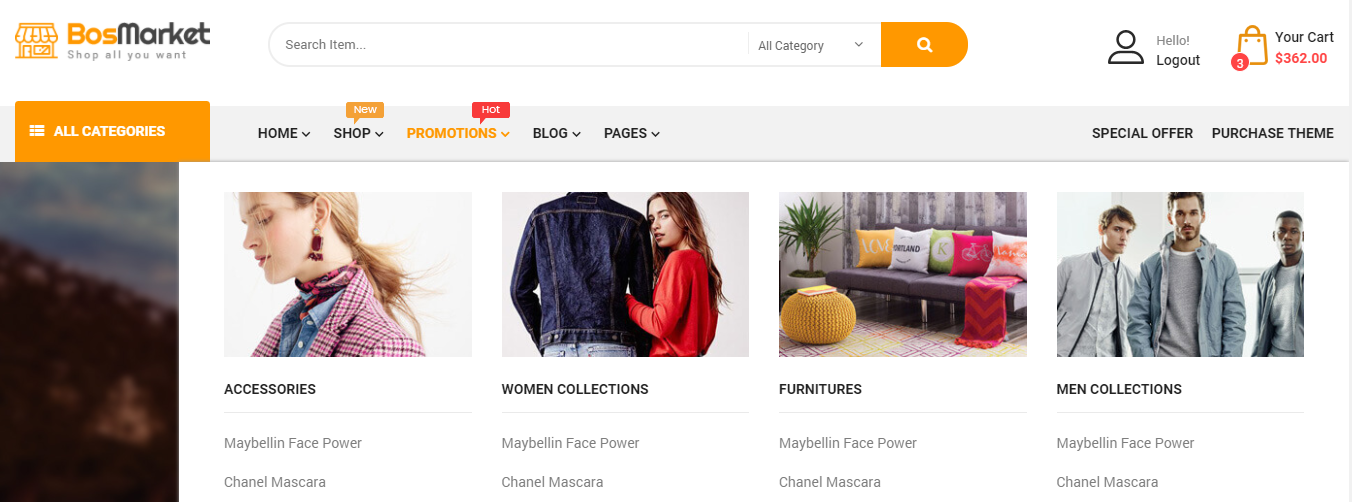 BosMarket
Shop all you want
Search Item...
All Category
Hello!
Logout
3
Your Cart
$362.00
ALL CATEGORIES
HOME
New
SHOP
Hot
PROMOTIONS
BLOG
PAGES
SPECIAL OFFER
PURCHASE THEME
LOVE
PORTLAND
K
ACCESSORIES
WOMEN COLLECTIONS
FURNITURES
MEN COLLECTIONS
Maybellin Face Power
Maybellin Face Power
Maybellin Face Power
Maybellin Face Power
Chanel Mascara
Chanel Mascara
Chanel Mascara
Chanel Mascara